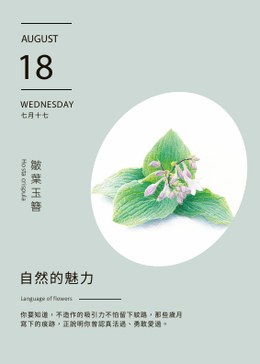 AUGUST
18
WEDNESDAY
七月十七
皺葉玉簪
Hosta crispula
自然的魅力
Language of flowers
你要知道，不造作的吸引力不怕留下紋路，那些歲月
寫下的痕跡，正說明你曾認真活過、勇敢愛過。